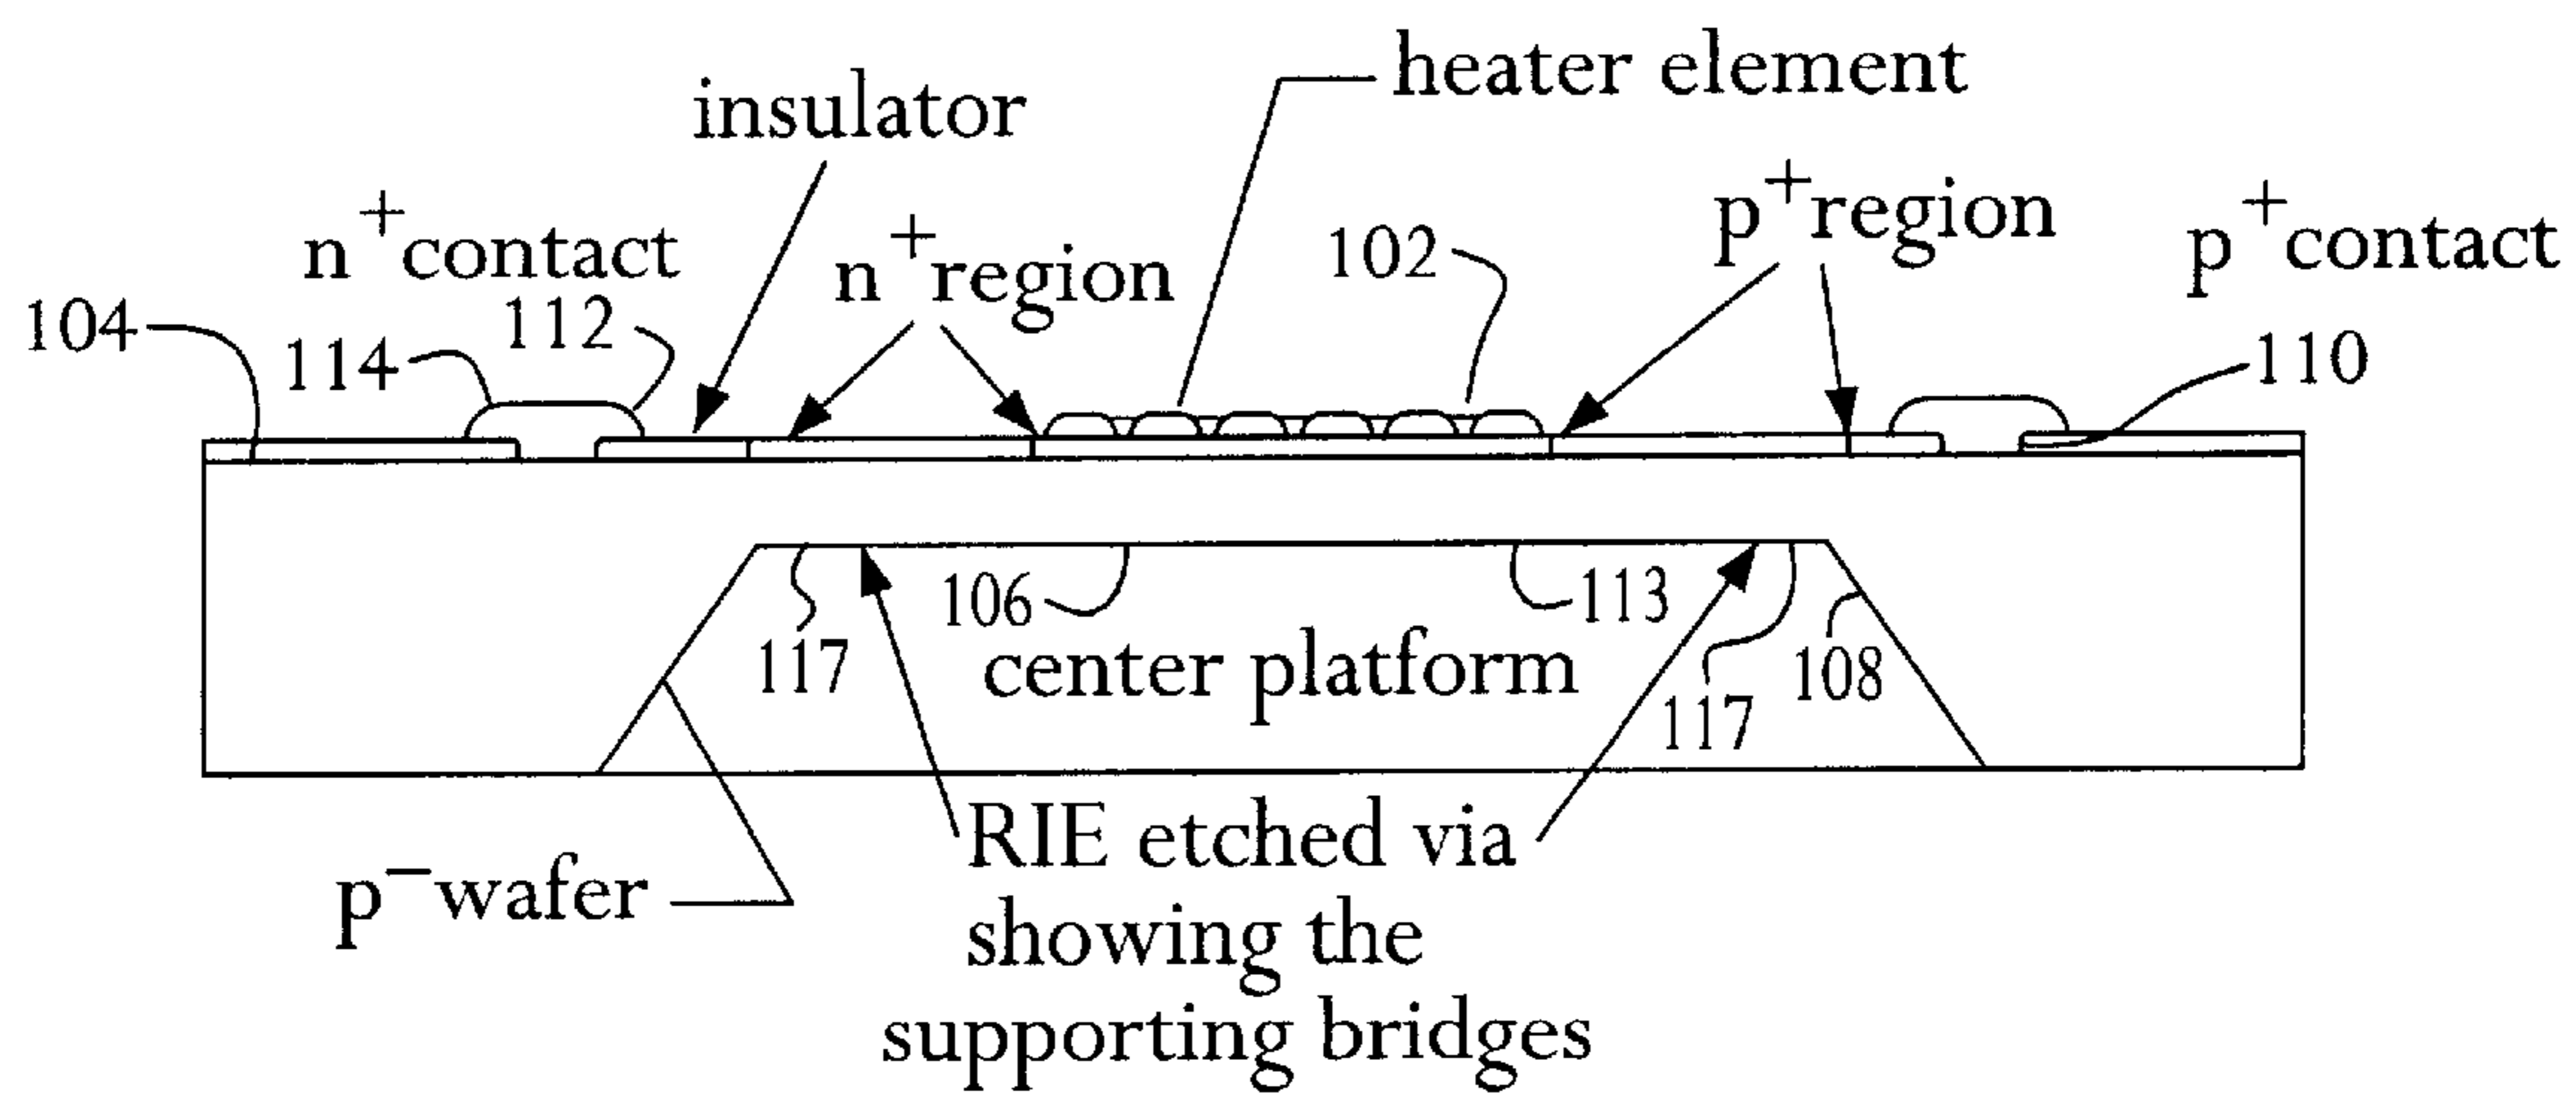 heater element
insulator
n+contact
n+region
102
p+region
p+contact
104
114
112
110
117
106
113
117
108
center platform
p−wafer
RIE etched via
showing the
supporting bridges